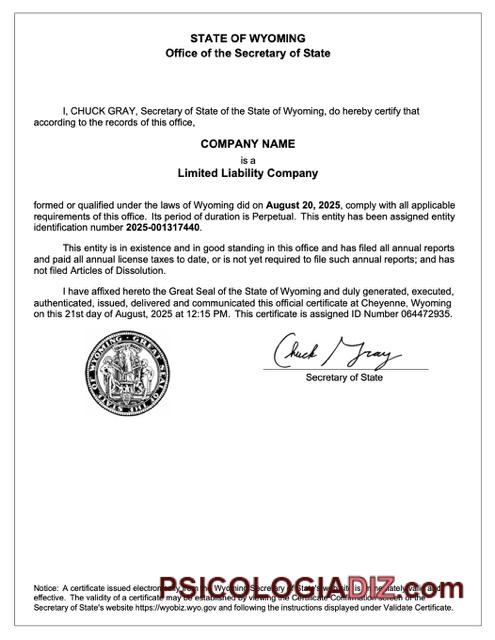 STATE OF WYOMING
Office of the Secretary of State
I, CHUCK GRAY, Secretary of State of the State of Wyoming, do hereby certify that
according to the records of this office,
COMPANY NAME
is a
Limited Liability Company
formed or qualified under the laws of Wyoming did on August 20, 2025, comply with all applicable
requirements of this office. Its period of duration is Perpetual. This entity has been assigned entity
identification number 2025-001317440.
This entity is in existence and in good standing in this office and has filed all annual reports
and paid all annual license taxes to date, or is not yet required to file such annual reports; and has
not filed Articles of Dissolution.
I have affixed hereto the Great Seal of the State of Wyoming and duly generated, executed,
authenticated, issued, delivered and communicated this official certificate at Cheyenne, Wyoming
on this 21st day of August, 2025 at 12:15 PM. This certificate is assigned ID Number 064472935.
GREAT SEAL OF THE STATE OF WYOMING
Chuck Gray
Secretary of State
Notice: A certificate issued electronically from the Wyoming Secretary of State's web site is immediately valid and
effective. The validity of a certificate may be established by viewing the Certificate Confirmation screen of the
Secretary of State's website https://wyobiz.wyo.gov and following the instructions displayed under Validate Certificate.
PSICOLOGIADIZ.com